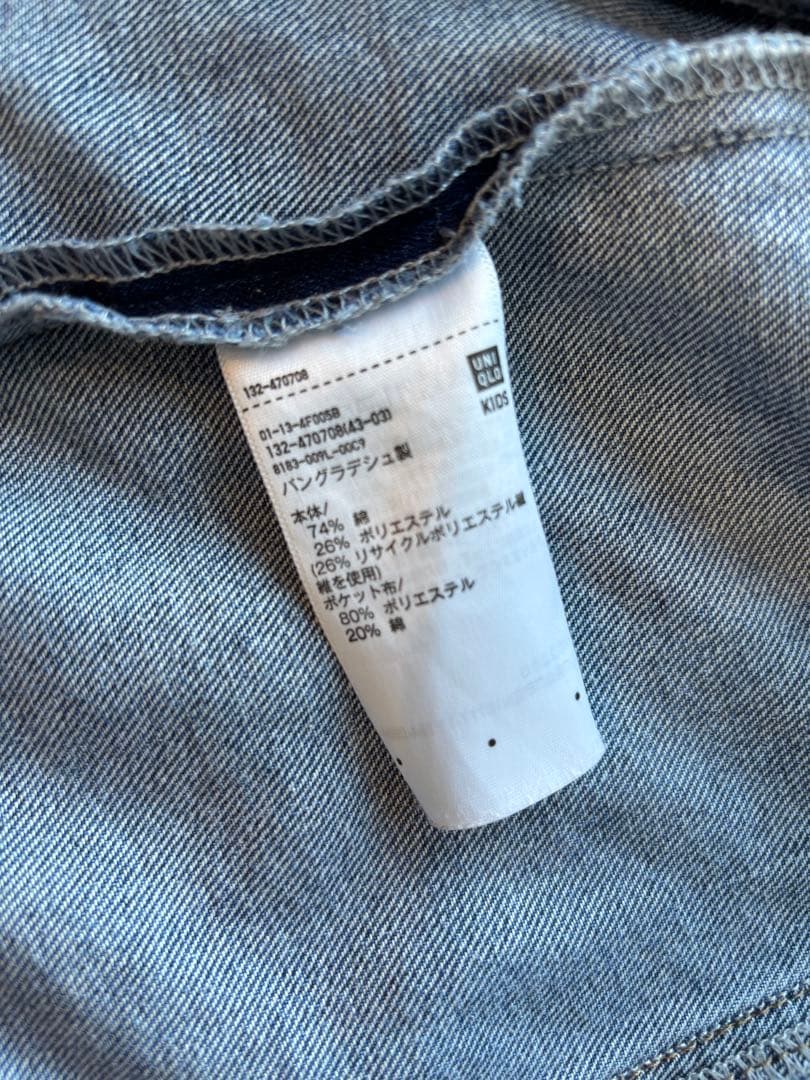 132-470708
UNI
QLO
KIDS
01-13-4F005B
132-470708(43-03)
8183-009L-00C9
バングラデシュ製
本体/
74% 綿
26% ポリエステル
(26% リサイクルポリエステル繊
維を使用)
ポケット布/
80% ポリエステル
20% 綿